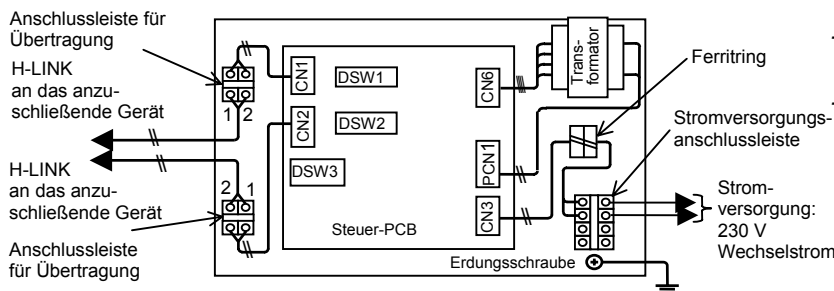 Anschlussleiste für
Übertragung
H-LINK
an das anzu-
schließende Gerät
1 2
H-LINK
an das anzu-
schließende Gerät
2 1
Anschlussleiste
für Übertragung
CN1
CN2
DSW1
DSW2
DSW3
Steuer-PCB
CN6
PCN1
CN3
Trans-
formator
Ferritring
Stromversorgungs-
anschlussleiste
Strom-
versorgung:
230 V
Wechselstrom
Erdungsschraube